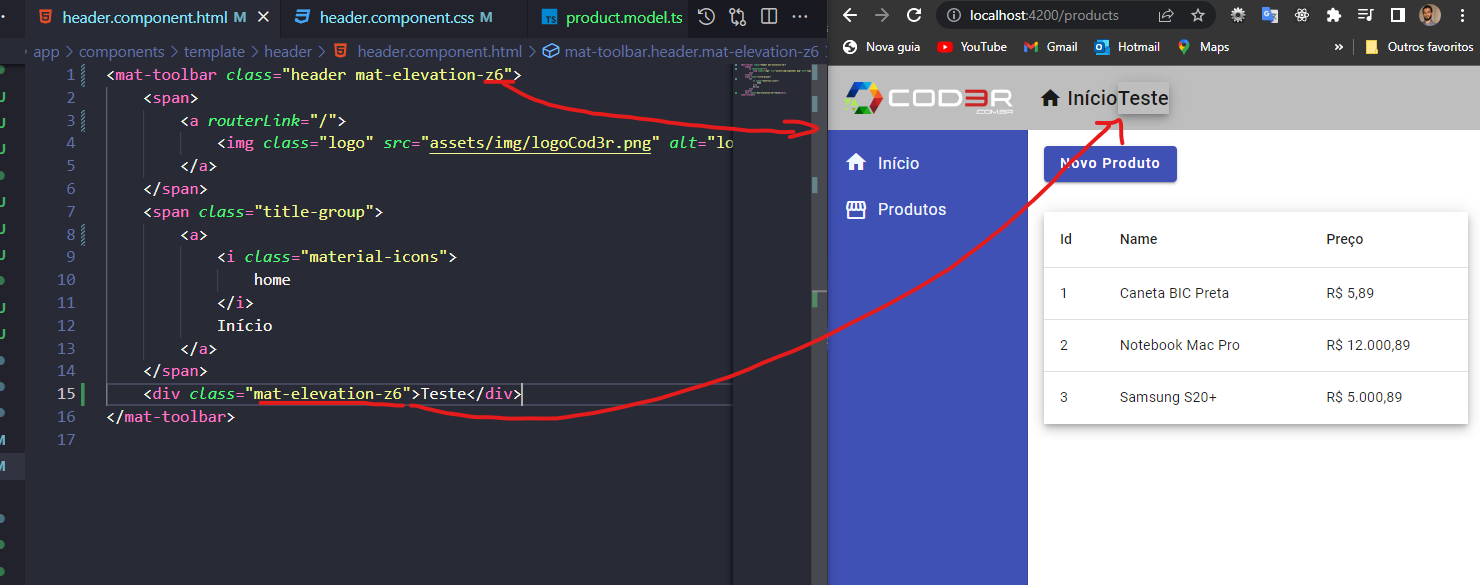 header.component.html M
header.component.css M
product.model.ts
app > components > template > header > header.component.html > mat-toolbar.header.mat-elevation-z6
1 <mat-toolbar class="header mat-elevation-z6">
2 <span>
3 <a routerLink="/">
4 <img class="logo" src="assets/img/logoCod3r.png" alt="lo
5 </a>
6 </span>
7 <span class="title-group">
8 <a>
9 <i class="material-icons">
10 home
11 </i>
12 Início
13 </a>
14 </span>
15 <div class="mat-elevation-z6">Teste</div>
16 </mat-toolbar>
17
U
U
U
U
U
U
U
M
M
localhost:4200/products
Nova guia
YouTube
Gmail
Hotmail
Maps
»
Outros favoritos
COD3R
.COM3R
Início
Teste
Início
Produtos
Novo Produto
Id Name Preço
1 Caneta BIC Preta R$ 5,89
2 Notebook Mac Pro R$ 12.000,89
3 Samsung S20+ R$ 5.000,89